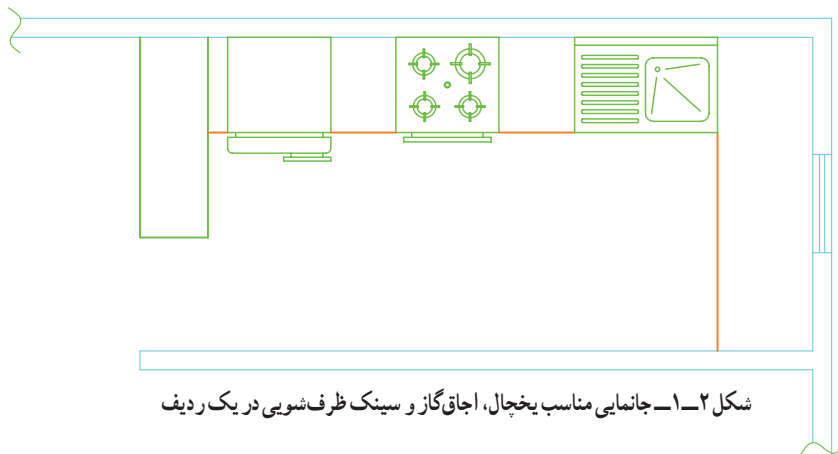 شکل ۲ــ۱ــ جانمایی مناسب یخچال، اجاق‌گاز و سینک ظرف‌شویی در یک ردیف